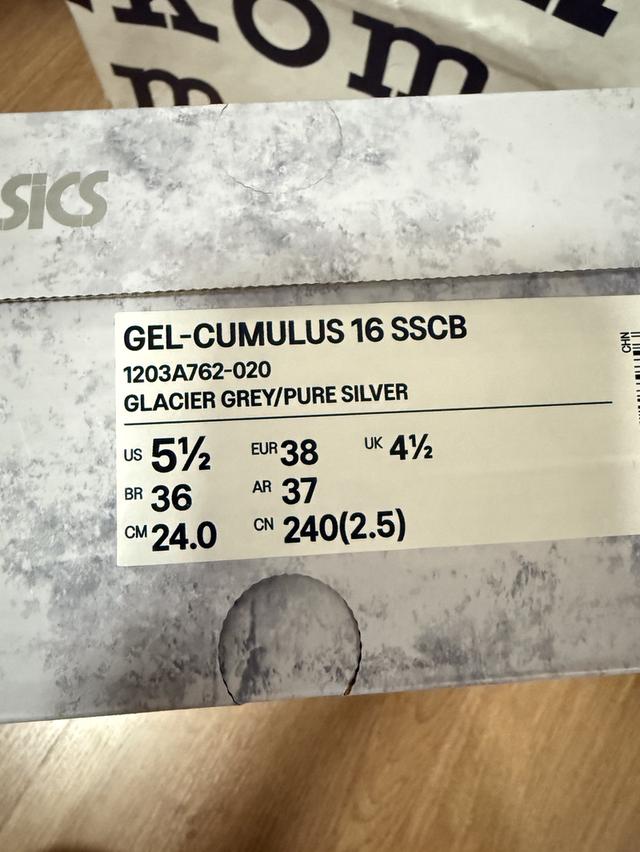 kom
m
SICS
GEL-CUMULUS 16 SSCB
1203A762-020
GLACIER GREY/PURE SILVER
US 5½ EUR 38 UK 4½
BR 36 AR 37
CM 24.0 CN 240(2.5)
CHN